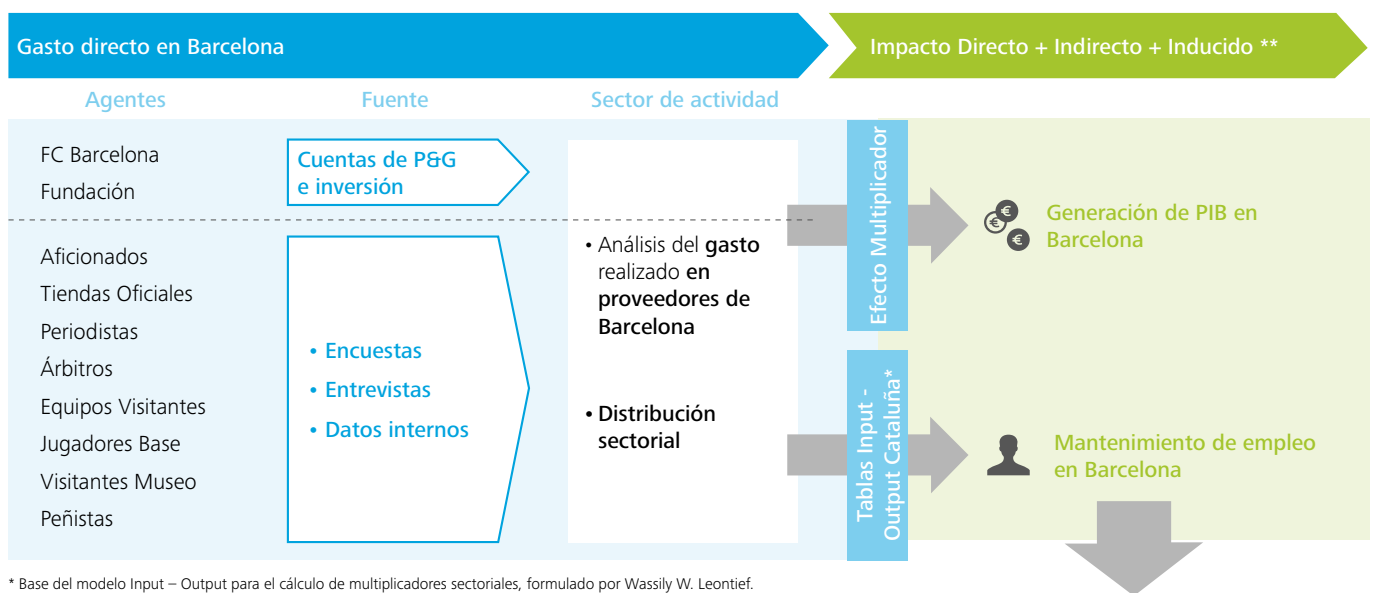 Gasto directo en Barcelona
Impacto Directo + Indirecto + Inducido **
Agentes
Fuente
Sector de actividad
FC Barcelona
Fundación
Cuentas de P&G
e inversión
Aficionados
Tiendas Oficiales
Periodistas
Árbitros
Equipos Visitantes
Jugadores Base
Visitantes Museo
Peñistas
• Encuestas
• Entrevistas
• Datos internos
• Análisis del gasto
realizado en
proveedores de
Barcelona
• Distribución
sectorial
Efecto Multiplicador
Tablas Input -
Output Cataluña*
Generación de PIB en
Barcelona
Mantenimiento de empleo
en Barcelona
* Base del modelo Input – Output para el cálculo de multiplicadores sectoriales, formulado por Wassily W. Leontief.